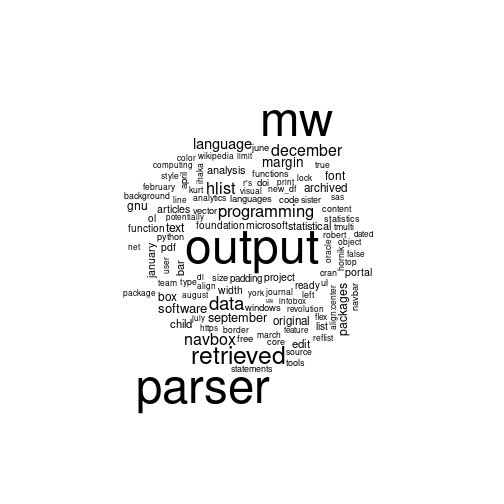 mw
language june december
color wikipedia limit
computing analysis margin true
style april ihaka functions font
february kurt hlist r's doi print lock archived
background line analytics visual new_df code sister sas
gnu articles vector languages content
ol potentially programming statistics
function text foundation microsoft statistical tmulti
python robert dated
net output oracle object
january user bar hornik false
top
team type dl size padding project cran portal
align width ready ul
package box august data york journal infobox left align center packages navbar
software windows revolution
july september original flex
child https border feature list
navbox free march core edit reflist
retrieved source
tools
statements
parser
pdf